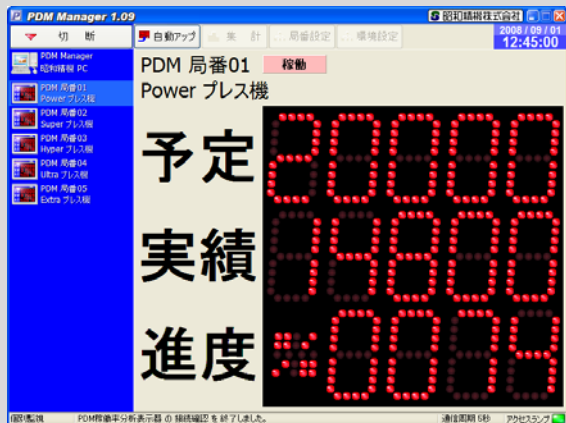 PDM Manager 1.09
昭和精機株式会社
切 断
自動アップ
集 計
局番設定
環境設定
2008/09/01
12:45:00
PDM Manager
昭和精機 PC
PDM 局番01
Power プレス機
PDM 局番02
Super プレス機
PDM 局番03
Hyper プレス機
PDM 局番04
Ultra プレス機
PDM 局番05
Extra プレス機
PDM 局番01 稼働
Power プレス機
予定 20000
実績 14800
進度 % 0074
PDM稼働率分析表示器 の 接続確認 を 終了しました。
通信周期 5秒
アクセスランプ